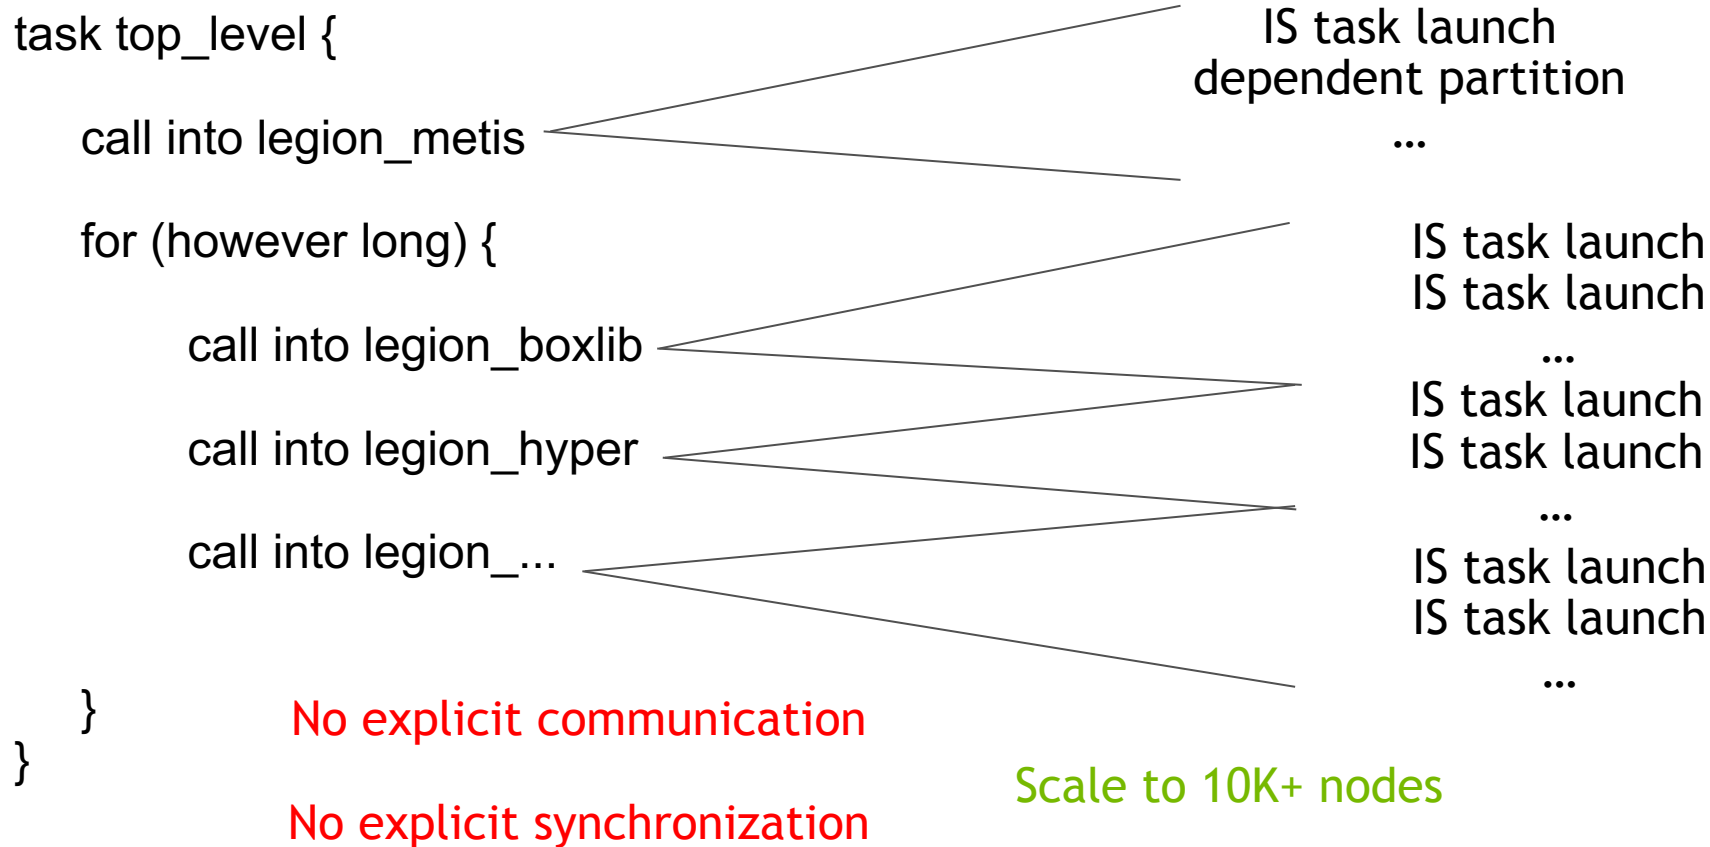 task top_level {
call into legion_metis
for (however long) {
call into legion_boxlib
call into legion_hyper
call into legion_...
}
}
IS task launch
dependent partition
...
IS task launch
IS task launch
...
IS task launch
IS task launch
...
IS task launch
IS task launch
...
No explicit communication
No explicit synchronization
Scale to 10K+ nodes